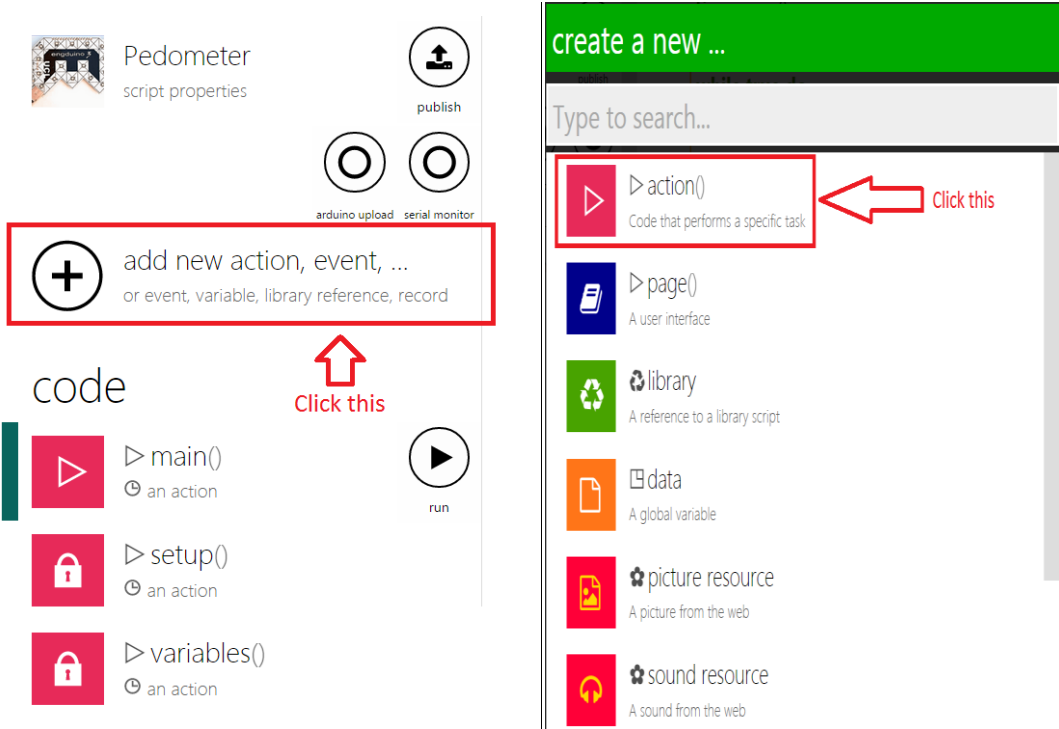 Pedometer
script properties
publish
arduino upload
serial monitor
add new action, event, ...
or event, variable, library reference, record
Click this
code
main()
an action
run
setup()
an action
variables()
an action
create a new ...
publish
Type to search...
action()
Code that performs a specific task
Click this
page()
A user interface
library
A reference to a library script
data
A global variable
picture resource
A picture from the web
sound resource
A sound from the web